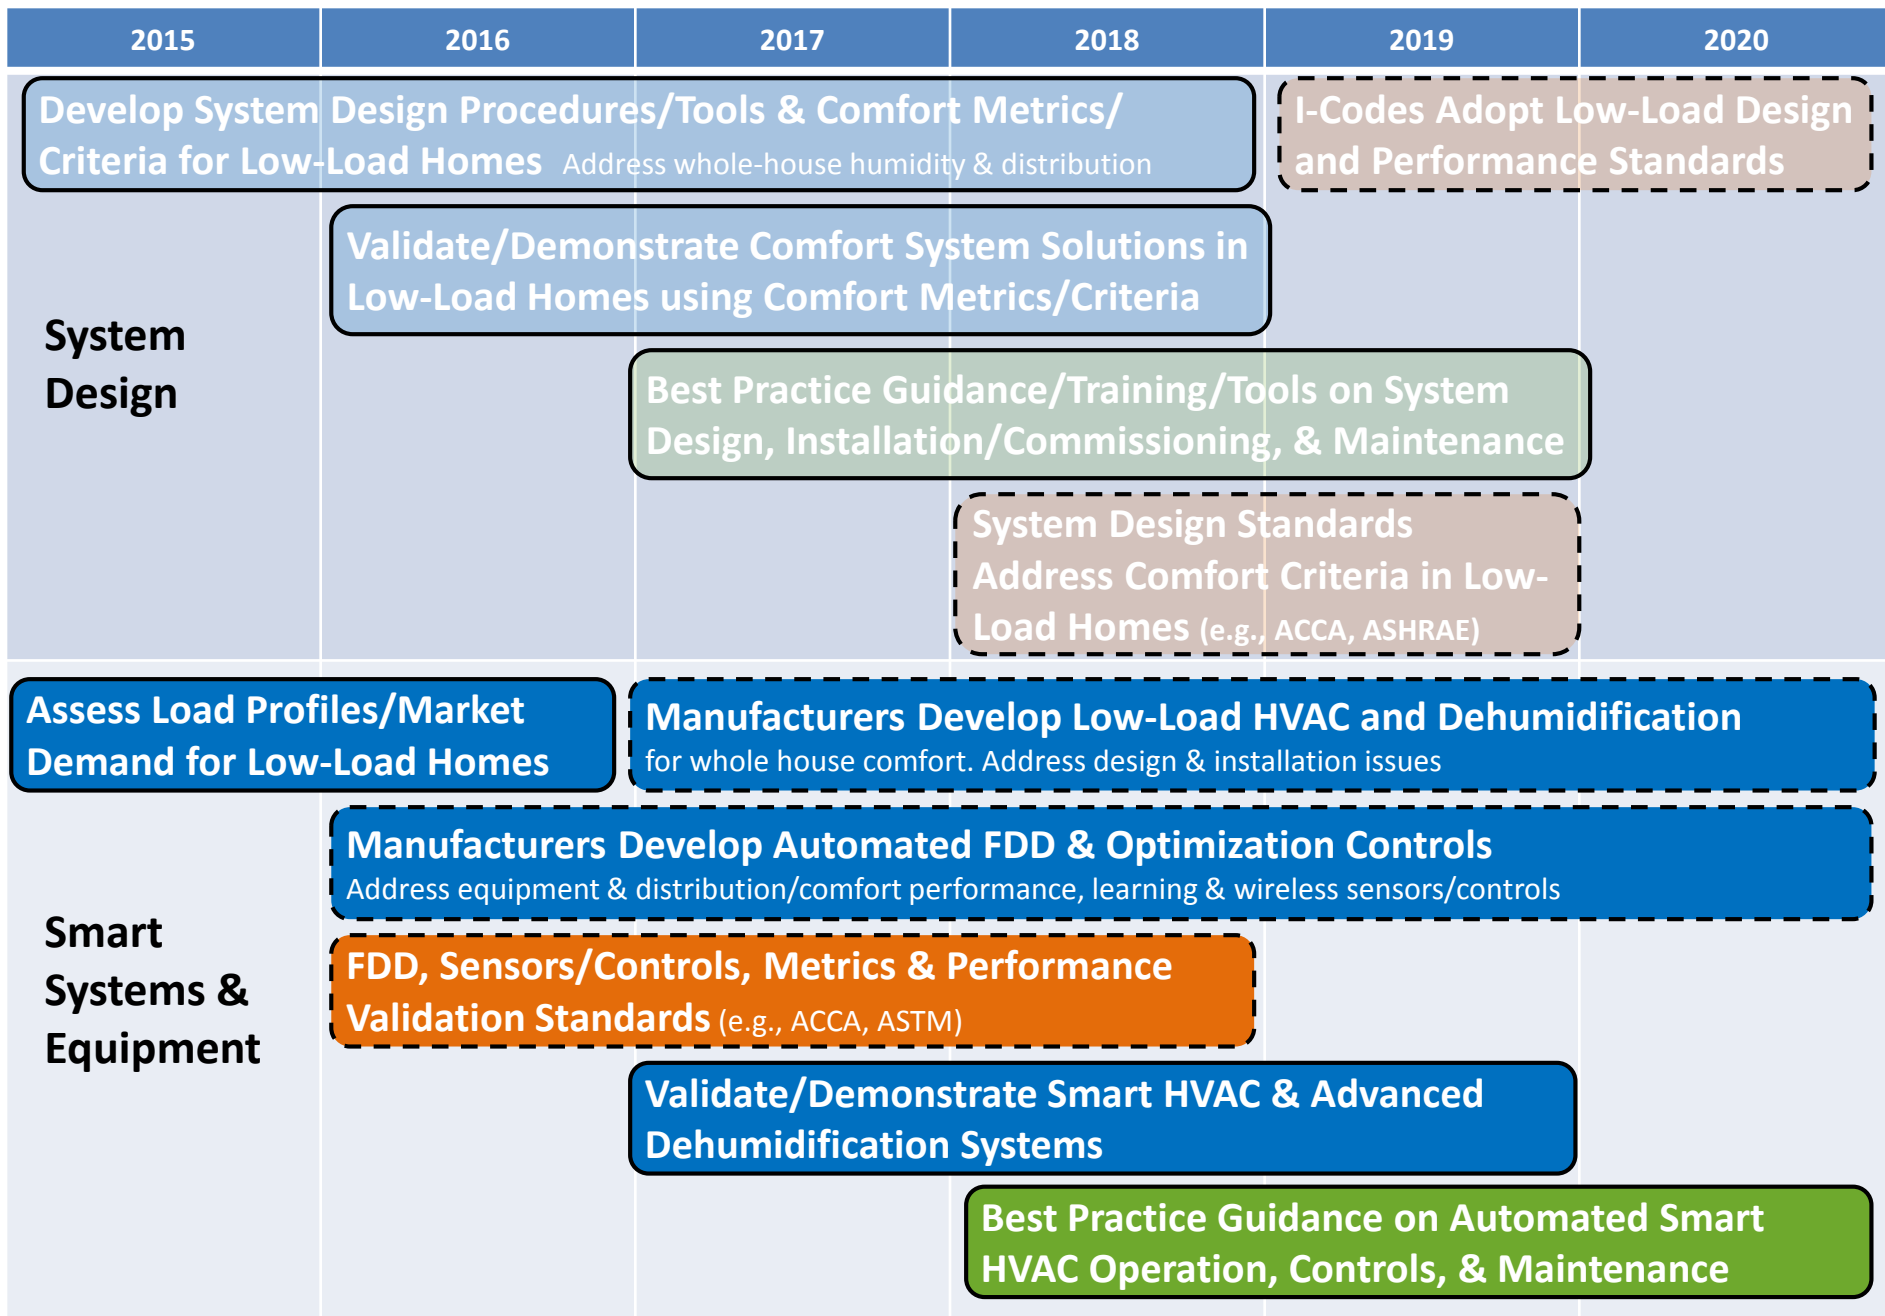 2015 2016 2017 2018 2019 2020
Develop System Design Procedures/Tools & Comfort Metrics/
Criteria for Low-Load Homes Address whole-house humidity & distribution
I-Codes Adopt Low-Load Design
and Performance Standards
Validate/Demonstrate Comfort System Solutions in
Low-Load Homes using Comfort Metrics/Criteria
System
Design
Best Practice Guidance/Training/Tools on System
Design, Installation/Commissioning, & Maintenance
System Design Standards
Address Comfort Criteria in Low-
Load Homes (e.g., ACCA, ASHRAE)
Assess Load Profiles/Market
Demand for Low-Load Homes
Manufacturers Develop Low-Load HVAC and Dehumidification
for whole house comfort. Address design & installation issues
Manufacturers Develop Automated FDD & Optimization Controls
Address equipment & distribution/comfort performance, learning & wireless sensors/controls
Smart
Systems &
Equipment
FDD, Sensors/Controls, Metrics & Performance
Validation Standards (e.g., ACCA, ASTM)
Validate/Demonstrate Smart HVAC & Advanced
Dehumidification Systems
Best Practice Guidance on Automated Smart
HVAC Operation, Controls, & Maintenance